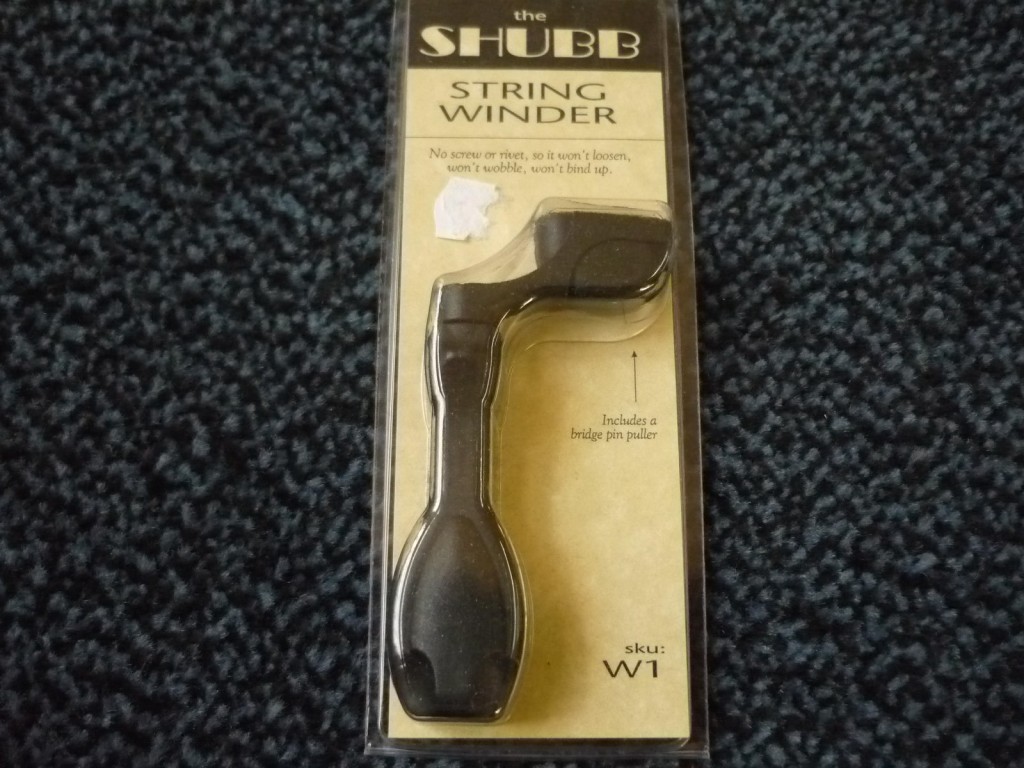 the
SHUBB
STRING
WINDER
No screw or rivet, so it won't loosen,
won't wobble, won't bind up.
Includes a
bridge pin puller
sku:
W1